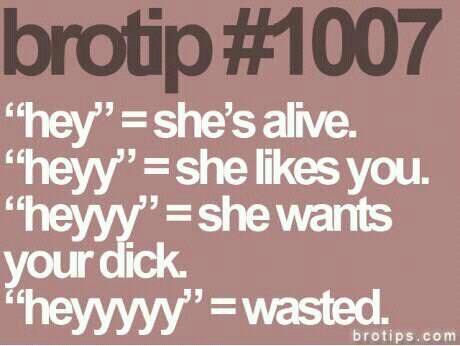 brotip #1007
“hey” = she's alive.
“heyy” = she likes you.
“heyyy” = she wants
your dick.
“heyyyyy” = wasted.
brotips.com